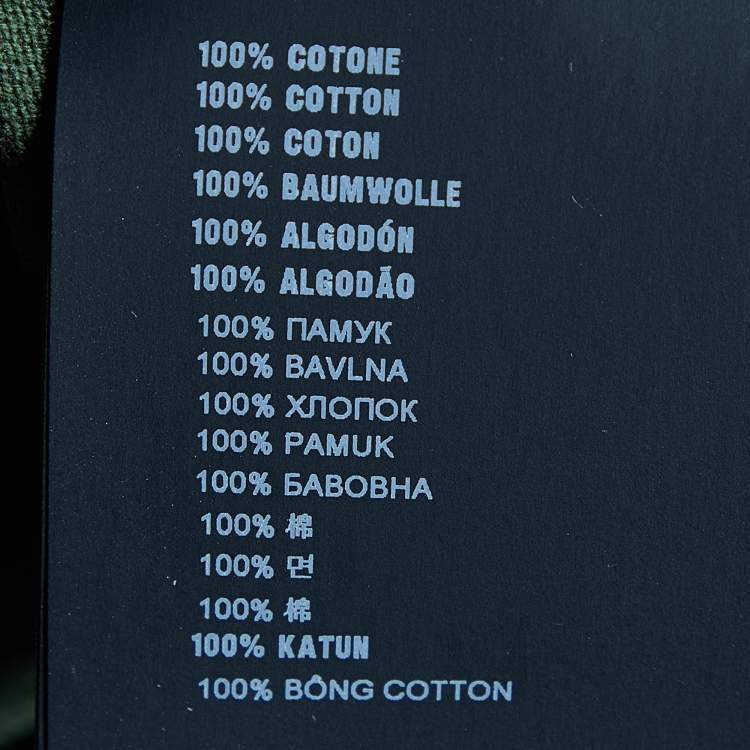 100% COTONE
100% COTTON
100% COTON
100% BAUMWOLLE
100% ALGODÓN
100% ALGODÃO
100% ПАМУК
100% BAVLNA
100% ХЛОПОК
100% PAMUK
100% БАВОВНА
100% 棉
100% 면
100% 棉
100% KATUN
100% BÔNG COTTON